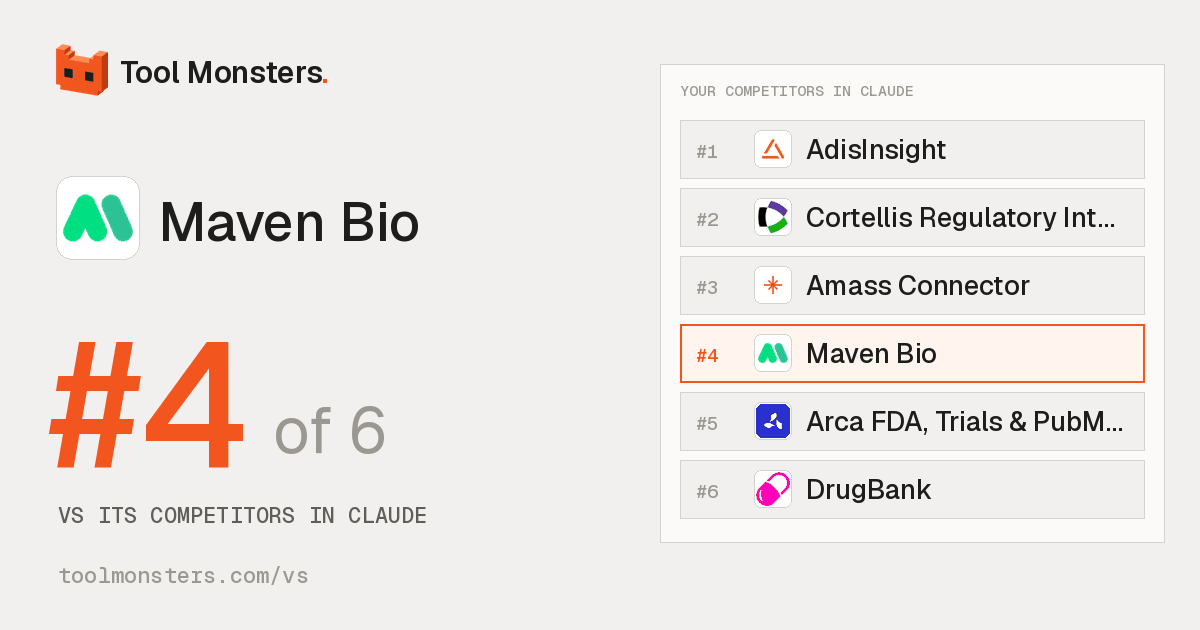 Tool Monsters.
Maven Bio
#4 of 6
VS ITS COMPETITORS IN CLAUDE
toolmonsters.com/vs
YOUR COMPETITORS IN CLAUDE
#1 AdisInsight
#2 Cortellis Regulatory Int...
#3 Amass Connector
#4 Maven Bio
#5 Arca FDA, Trials & PubM...
#6 DrugBank